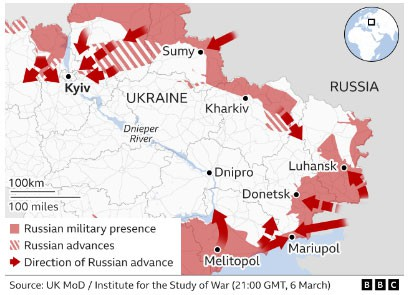 Sumy
RUSSIA
Kyiv
UKRAINE
Kharkiv
Dnieper
River
Luhansk
100km
100 miles
Dnipro
Donetsk
Russian military presence
Russian advances
Direction of Russian advance
Mariupol
Melitopol
Source: UK MoD / Institute for the Study of War (21:00 GMT, 6 March)
BBC